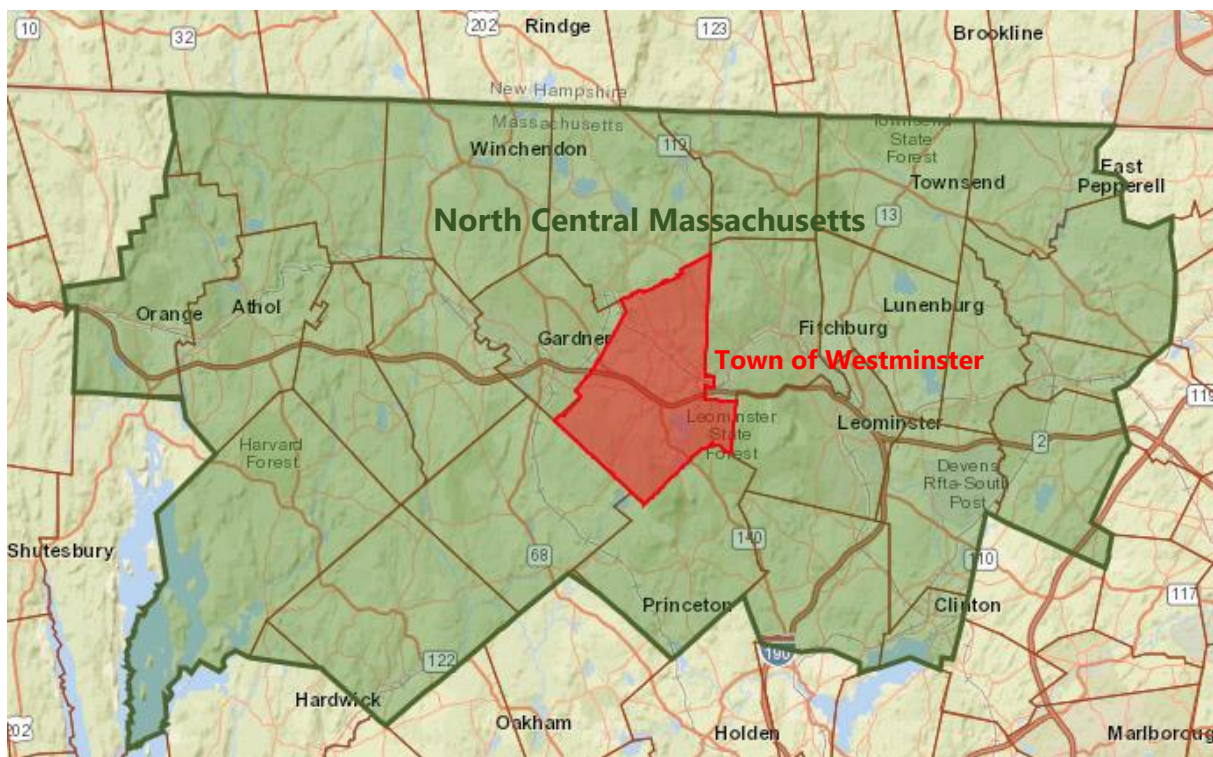 10
32
202
Rindge
123
Brookline
New Hampshire
Massachusetts
Winchendon
119
Townsend
State
Forest
Townsend
East
Pepperell
North Central Massachusetts
13
Orange
Athol
Gardner
Lunenburg
Fitchburg
Town of Westminster
119
Leominster
State
Forest
Leominster
Harvard
Forest
2
Devens
Rfta-South
Post
Shutesbury
68
140
110
117
Princeton
Clinton
190
122
Hardwick
Oakham
Holden
202
Marlboroug